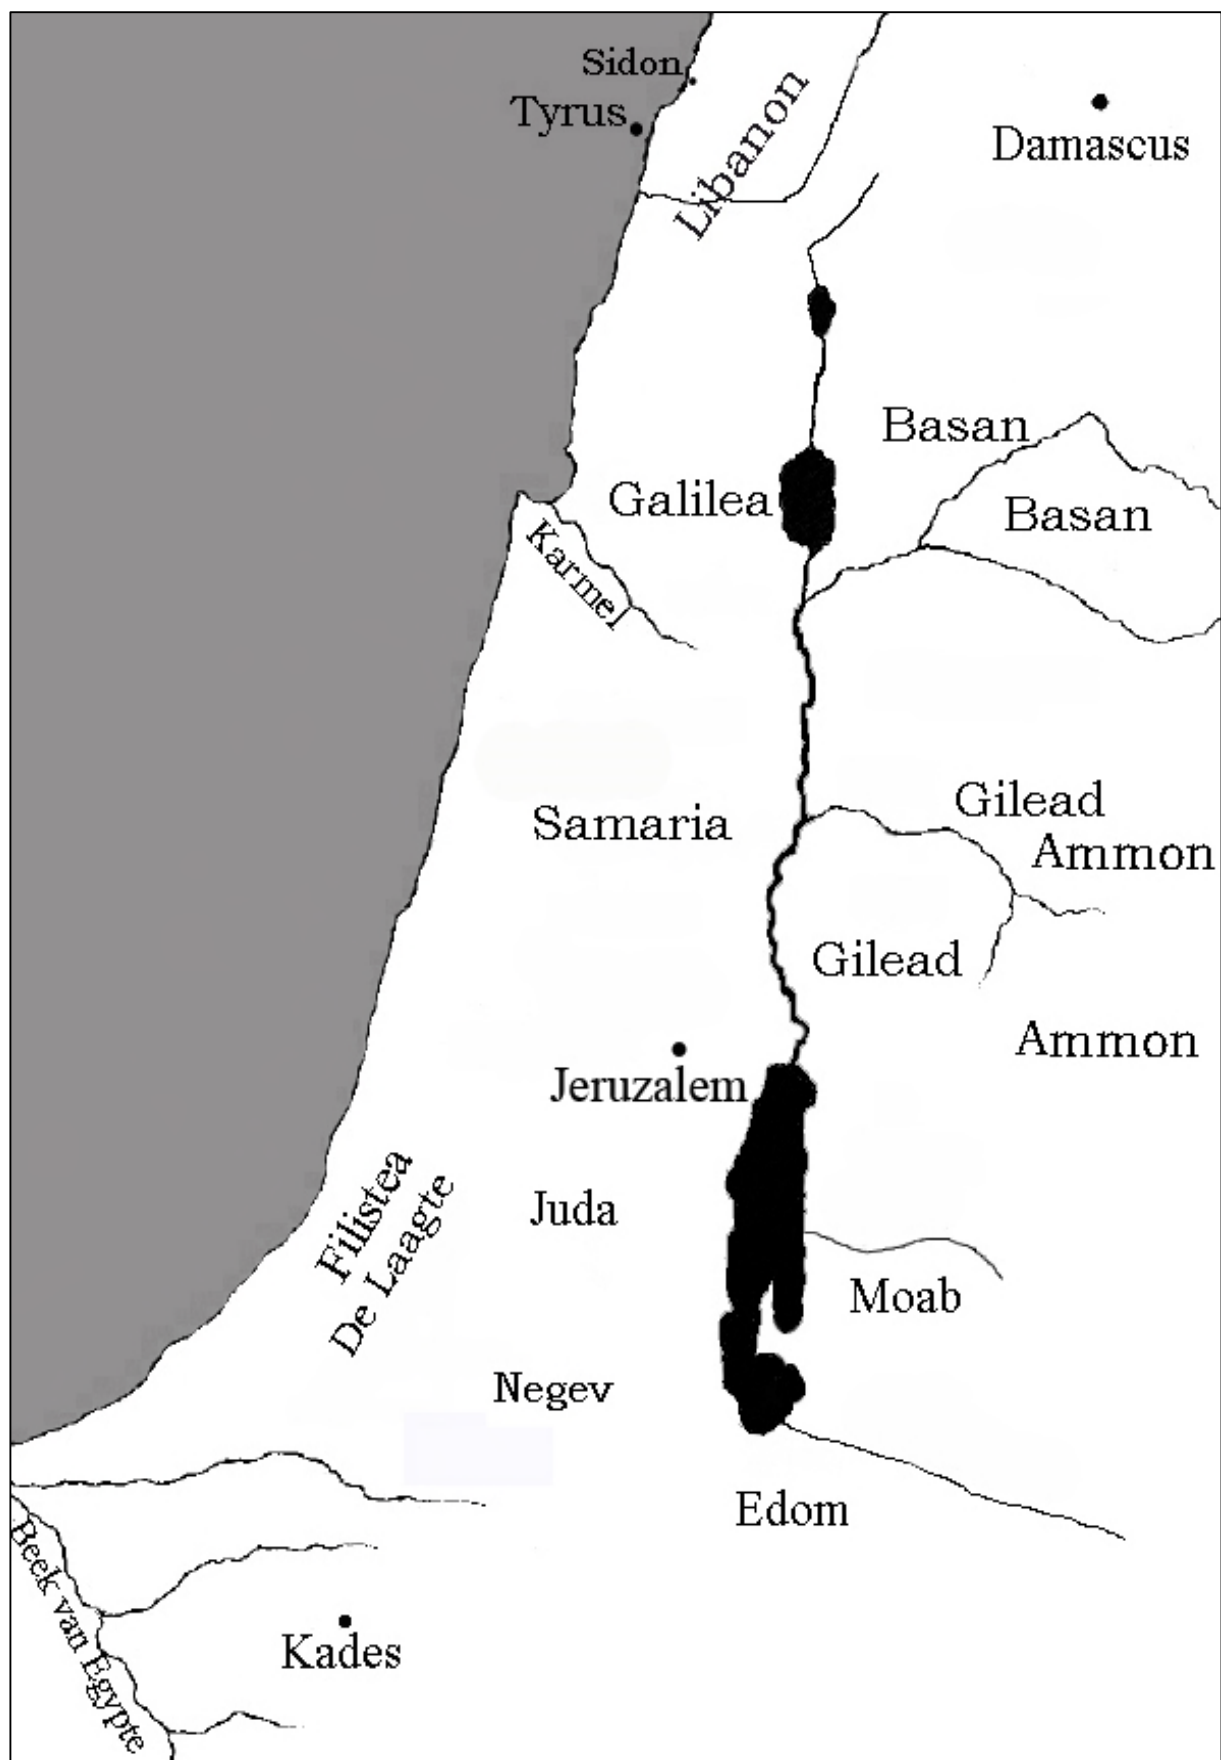 Sidon
Tyrus
Libanon
Damascus
Basan
Galilea
Basan
Karmel
Gilead
Samaria
Ammon
Gilead
Ammon
Jeruzalem
Filistea
De Laagte
Juda
Moab
Negev
Edom
Beek van Egypte
Kades